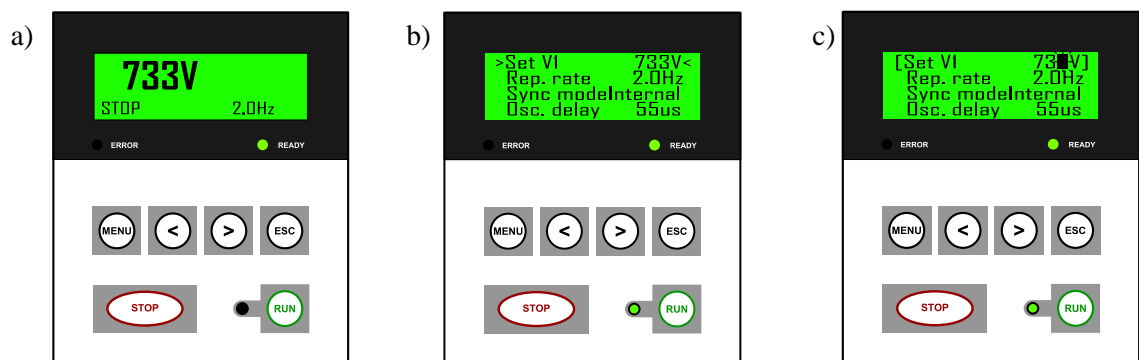 a)
733V
STOP 2.0Hz
ERROR READY
MENU < > ESC
STOP RUN
b)
>Set V1 733V<
Rep. rate 2.0Hz
Sync modeInternal
Osc. delay 55us
ERROR READY
MENU < > ESC
STOP RUN
c)
[Set V1 73 V]
Rep. rate 2.0Hz
Sync modeInternal
Osc. delay 55us
ERROR READY
MENU < > ESC
STOP RUN